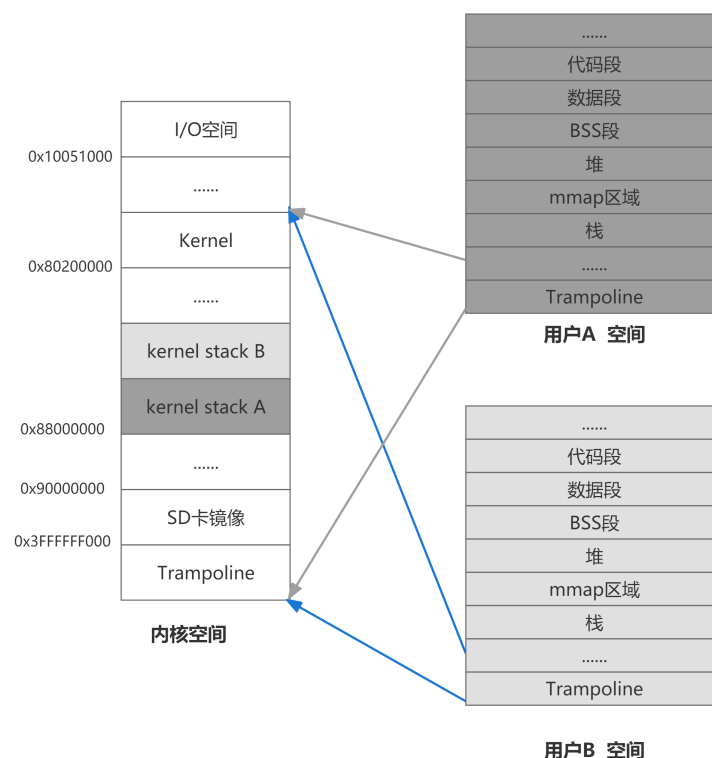 I/O空间
0x10051000
......
Kernel
0x80200000
......
kernel stack B
kernel stack A
0x88000000
......
0x90000000
SD卡镜像
0x3FFFFFF000
Trampoline
内核空间
......
代码段
数据段
BSS段
堆
mmap区域
栈
......
Trampoline
用户A 空间
......
代码段
数据段
BSS段
堆
mmap区域
栈
......
Trampoline
用户B 空间